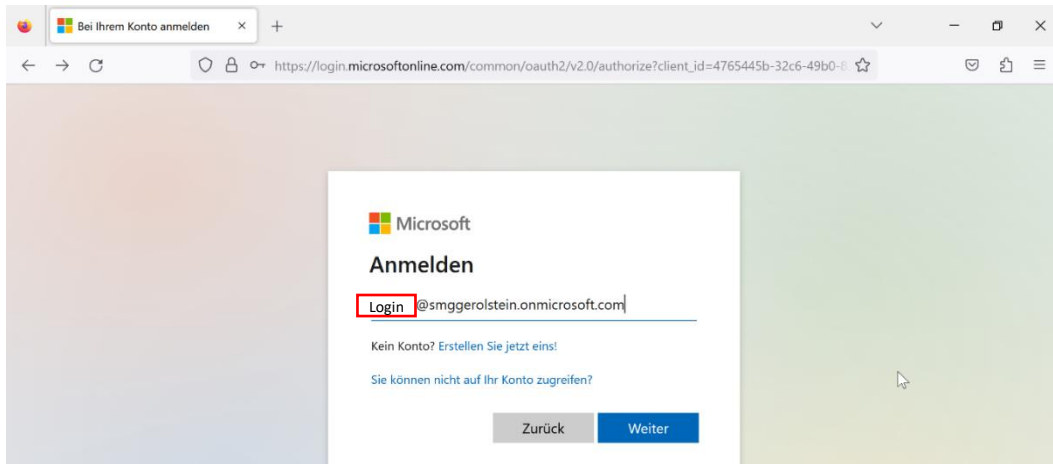 Bei Ihrem Konto anmelden
https://login.microsoftonline.com/common/oauth2/v2.0/authorize?client_id=4765445b-32c6-49b0-8
Microsoft
Anmelden
Login @smggerolstein.onmicrosoft.com
Kein Konto? Erstellen Sie jetzt eins!
Sie können nicht auf Ihr Konto zugreifen?
Zurück Weiter